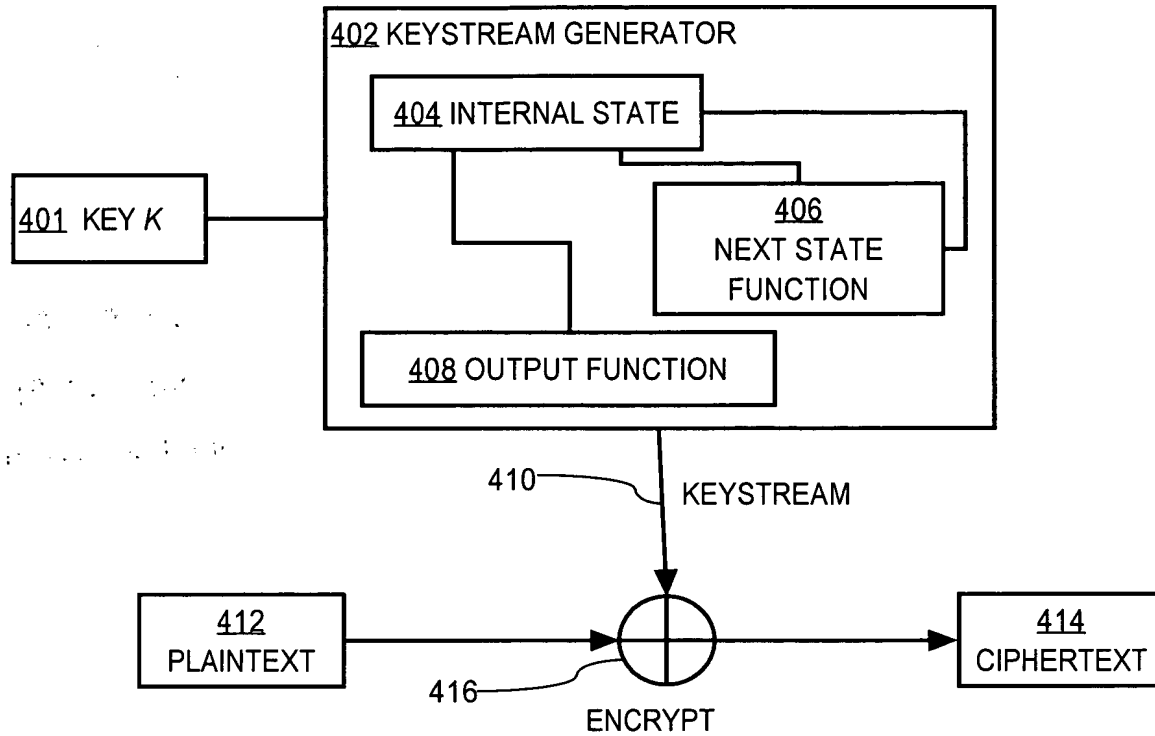 402 KEYSTREAM GENERATOR
404 INTERNAL STATE
401 KEY K
406
NEXT STATE
FUNCTION
408 OUTPUT FUNCTION
410
KEYSTREAM
412
PLAINTEXT
414
CIPHERTEXT
416
ENCRYPT